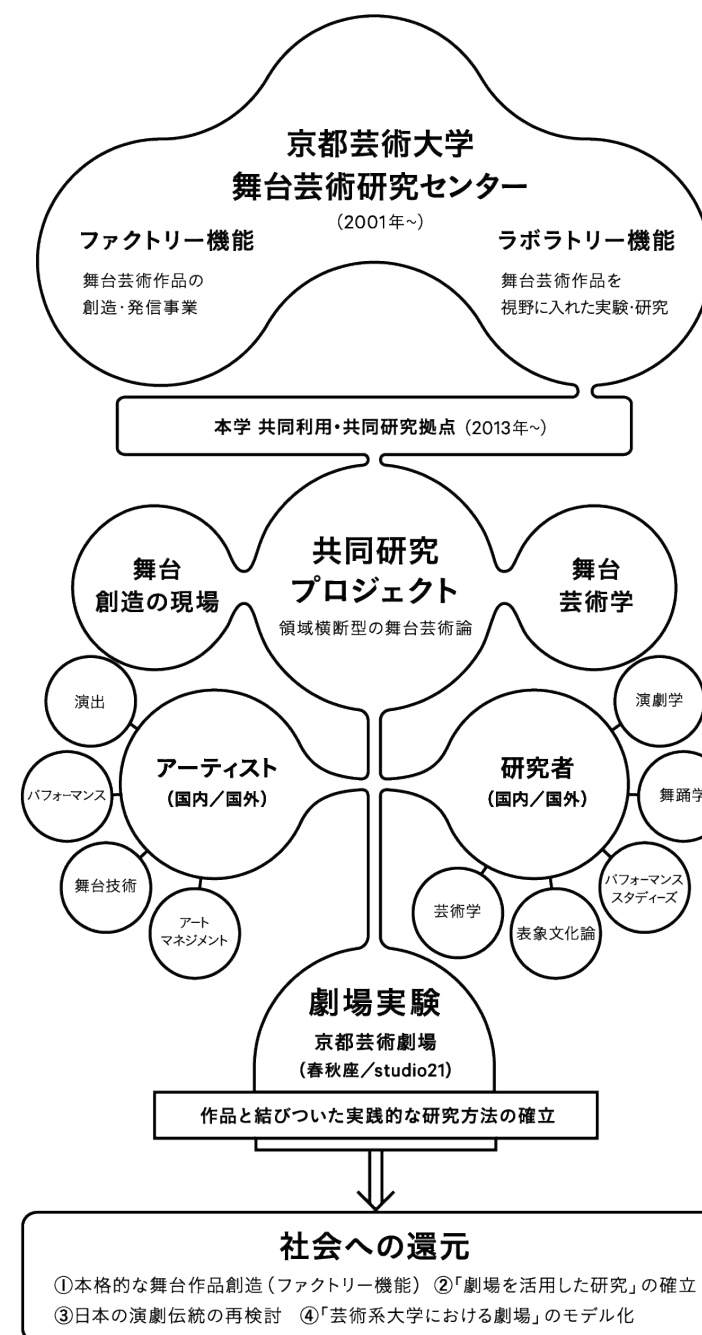 京都芸術大学
舞台芸術研究センター
(2001年~)
ファクトリー機能
舞台芸術作品の
創造·発信事業
ラボラトリー機能
舞台芸術作品を
視野に入れた実験·研究
本学 共同利用·共同研究拠点 (2013年~)
舞台
創造の現場
共同研究
プロジェクト
領域横断型の舞台芸術論
舞台
芸術学
演出
パフォーマンス
舞台技術
アート
マネジメント
アーティスト
(国内/国外)
研究者
(国内/国外)
演劇学
舞踊学
パフォーマンス
スタディーズ
表象文化論
芸術学
劇場実験
京都芸術劇場
(春秋座/studio21)
作品と結びついた実践的な研究方法の確立
社会への還元
①本格的な舞台作品創造(ファクトリー機能) ②「劇場を活用した研究」の確立
③日本の演劇伝統の再検討 ④「芸術系大学における劇場」のモデル化